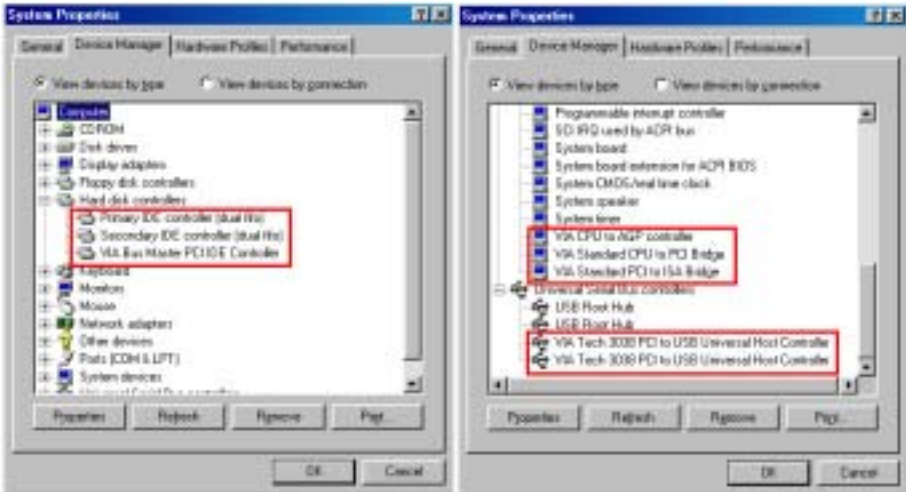 System Properties
General Device Manager Hardware Profiles Performance
View devices by type View devices by connection
Computer
CDROM
Disk drives
Display adapters
Floppy disk controllers
Hard disk controllers
Primary IDE controller (dual fifo)
Secondary IDE controller (dual fifo)
VIA Bus Master PCI IDE Controller
Keyboard
Monitors
Mouse
Network adapters
Other devices
Ports (COM & LPT)
System devices
Universal Serial Bus controllers
Properties Refresh Remove Print...
OK Cancel
System Properties
General Device Manager Hardware Profiles Performance
View devices by type View devices by connection
Programmable interrupt controller
SCI IRQ used by ACPI bus
System board
System board extension for ACPI BIOS
System CMOS/real time clock
System speaker
System timer
VIA CPU to AGP controller
VIA Standard CPU to PCI Bridge
VIA Standard PCI to ISA Bridge
Universal Serial Bus controllers
USB Root Hub
USB Root Hub
VIA Tech 3038 PCI to USB Universal Host Controller
VIA Tech 3038 PCI to USB Universal Host Controller
Properties Refresh Remove Print...
OK Cancel